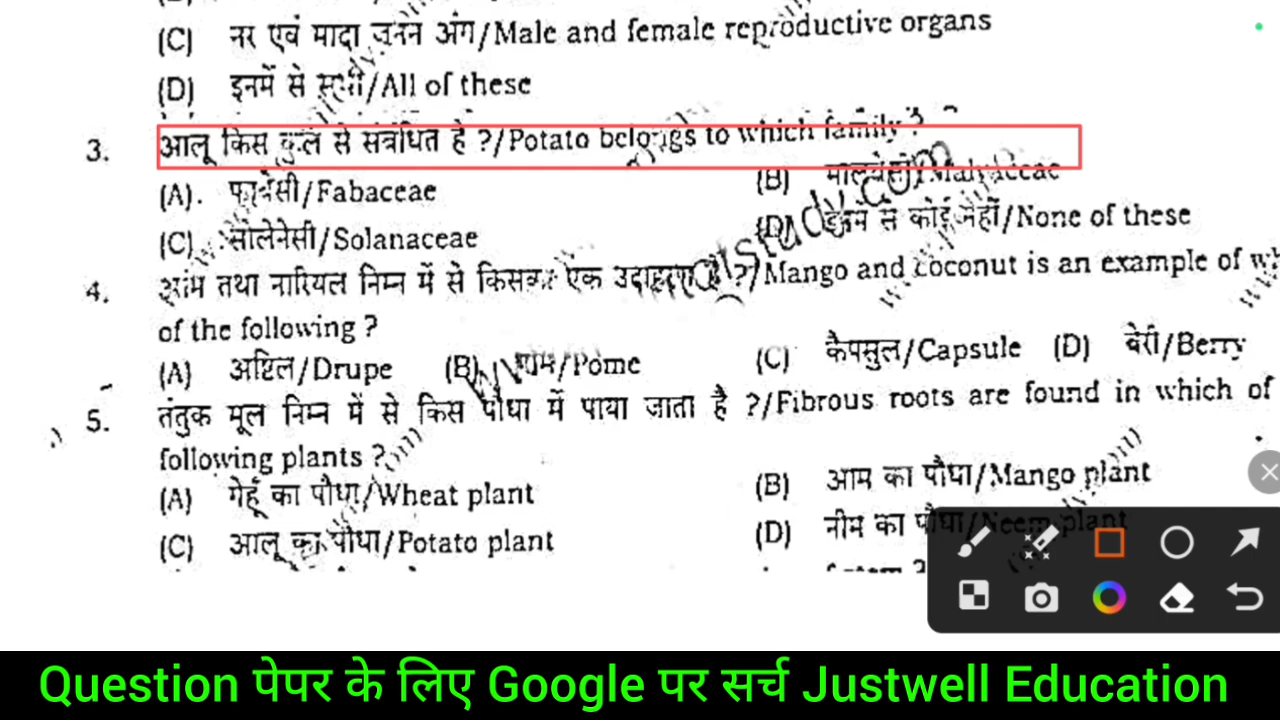 (C) नर एवं मादा जनन अंग/Male and female reproductive organs
(D) इनमें से सभी/All of these
3. आलू किस कुल से संबंधित है ?/Potato belongs to which family ?
(A). फाबेसी/Fabaceae (B) मालवेसी/Malvaceae
(C) सोलेनेसी/Solanaceae (D) इनमें से कोई नहीं/None of these
4. आम तथा नारियल निम्न में से किसका एक उदाहरण है ?/Mango and coconut is an example of wh
of the following ?
(A) अष्टिल/Drupe (B) पोम/Pome (C) कैपसुल/Capsule (D) बेरी/Berry
5. तंतुक मूल निम्न में से किस पौधा में पाया जाता है ?/Fibrous roots are found in which of
following plants ?
(A) गेहूँ का पौधा/Wheat plant (B) आम का पौधा/Mango plant
(C) आलू का पौधा/Potato plant (D) नीम का पौधा/Neem plant
Question पेपर के लिए Google पर सर्च Justwell Education